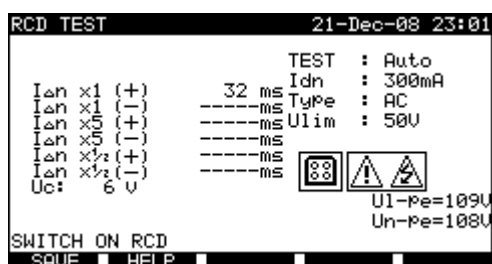 RCD TEST 21-Dec-08 23:01
TEST : Auto
Idn : 300mA
Type : AC
Ulim : 50V
IΔn x1 (+) 32 ms
IΔn x1 (-) -----ms
IΔn x5 (+) -----ms
IΔn x5 (-) -----ms
IΔn x½ (+) -----ms
IΔn x½ (-) -----ms
Uc: 6 V
Ul-pe=109V
Un-pe=108V
SWITCH ON RCD
SAVE HELP